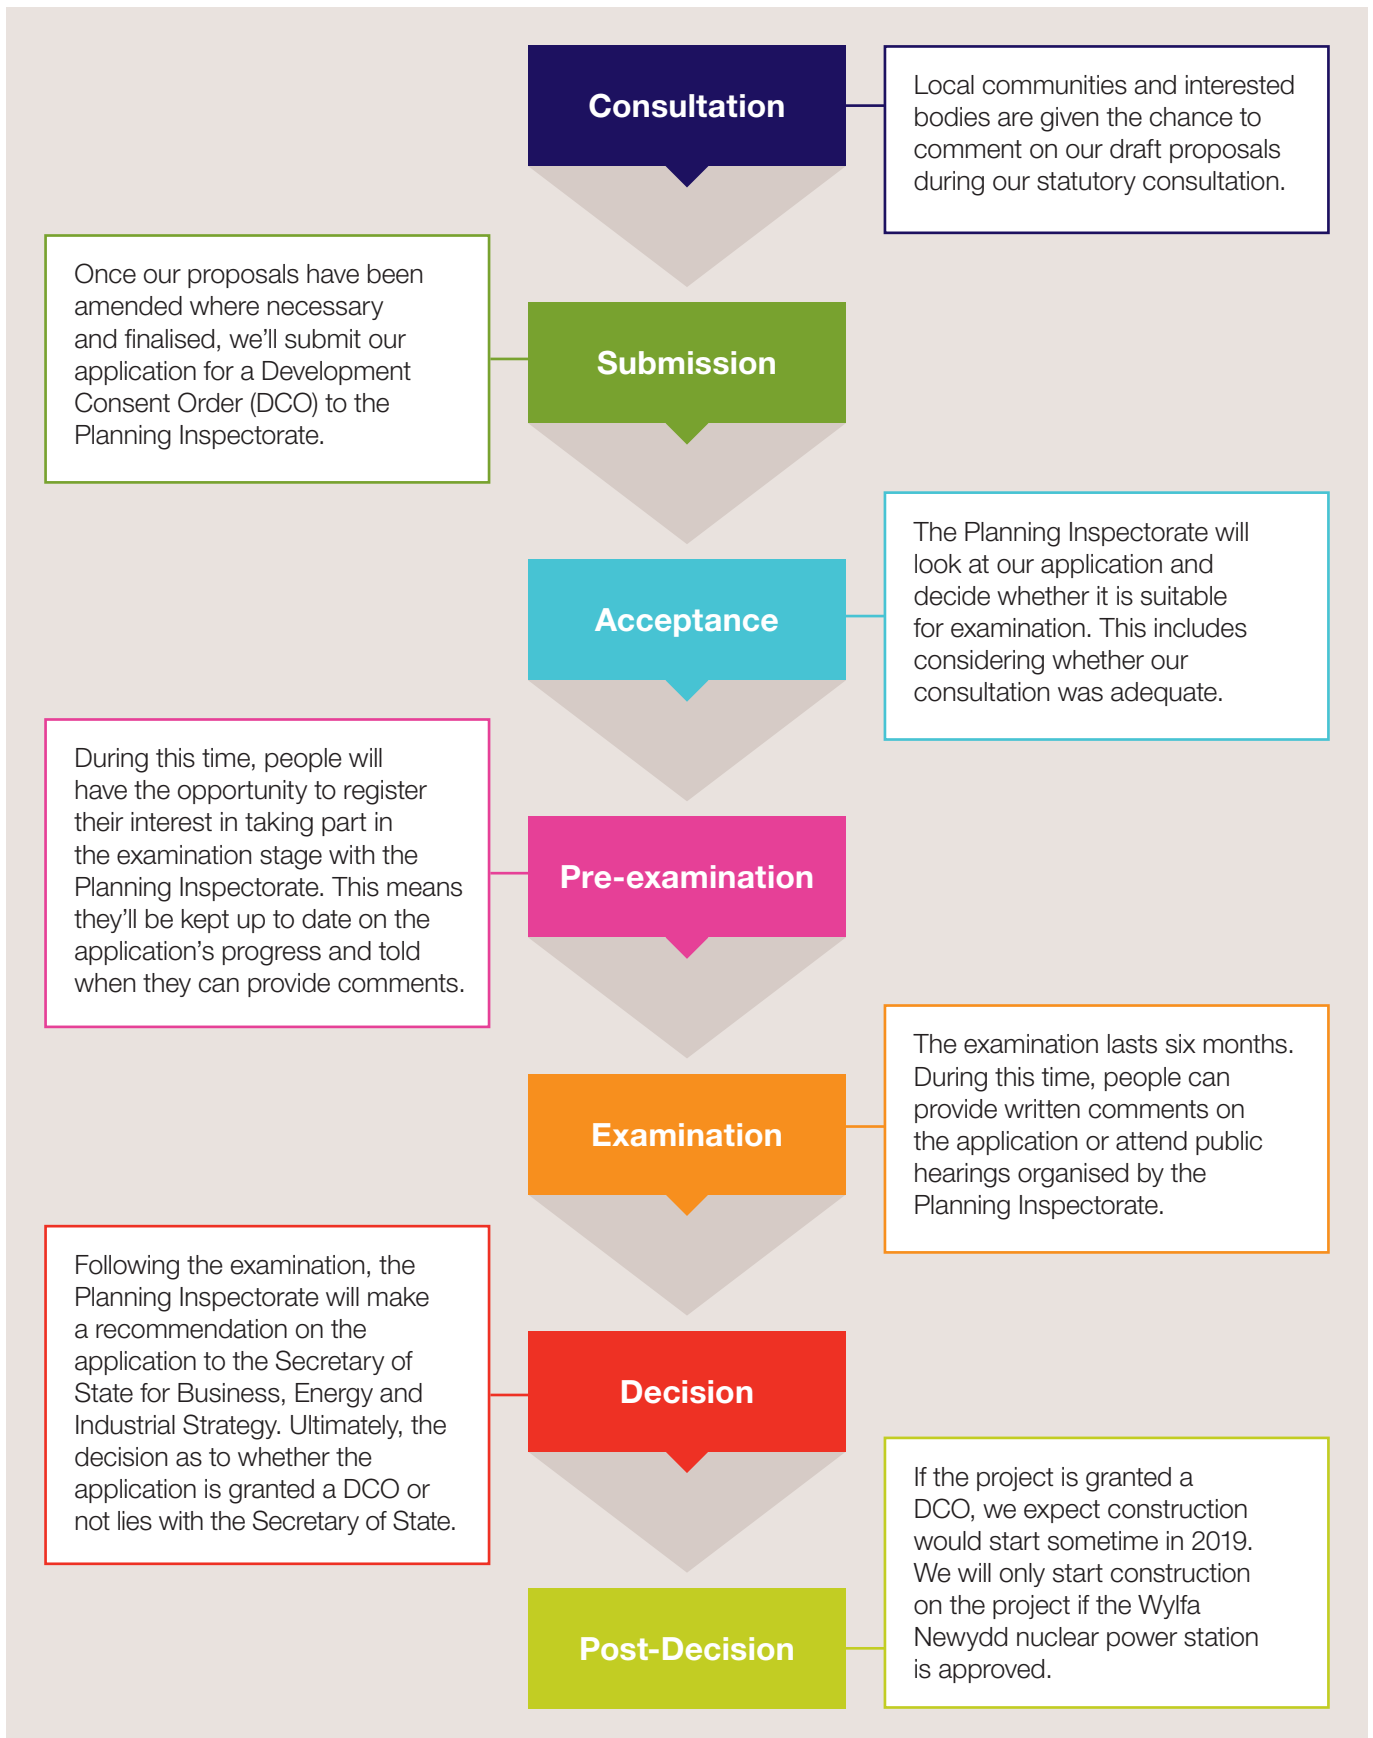 Consultation
Local communities and interested
bodies are given the chance to
comment on our draft proposals
during our statutory consultation.
Once our proposals have been
amended where necessary
and finalised, we'll submit our
application for a Development
Consent Order (DCO) to the
Planning Inspectorate.
Submission
Acceptance
The Planning Inspectorate will
look at our application and
decide whether it is suitable
for examination. This includes
considering whether our
consultation was adequate.
During this time, people will
have the opportunity to register
their interest in taking part in
the examination stage with the
Planning Inspectorate. This means
they'll be kept up to date on the
application's progress and told
when they can provide comments.
Pre-examination
Examination
The examination lasts six months.
During this time, people can
provide written comments on
the application or attend public
hearings organised by the
Planning Inspectorate.
Following the examination, the
Planning Inspectorate will make
a recommendation on the
application to the Secretary of
State for Business, Energy and
Industrial Strategy. Ultimately, the
decision as to whether the
application is granted a DCO or
not lies with the Secretary of State.
Decision
Post-Decision
If the project is granted a
DCO, we expect construction
would start sometime in 2019.
We will only start construction
on the project if the Wylfa
Newydd nuclear power station
is approved.